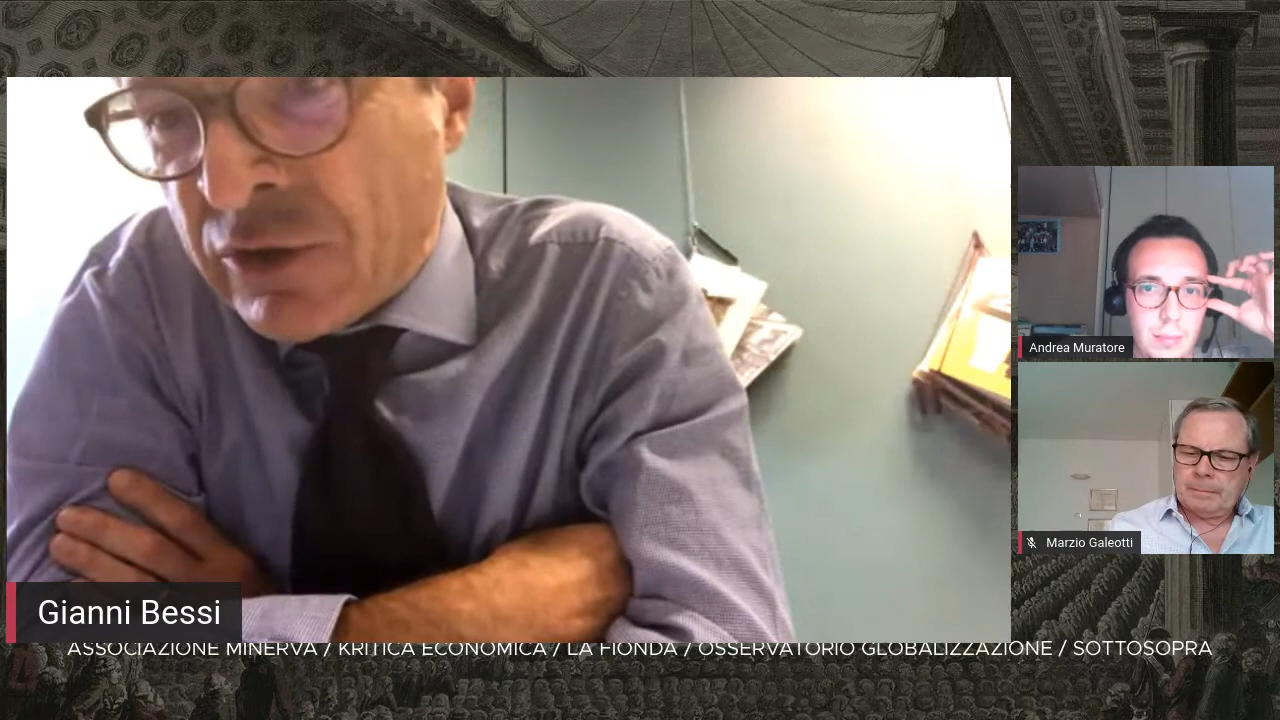 Andrea Muratore
Marzio Galeotti
Gianni Bessi
ASSOCIAZIONE MINERVA / KRITICA ECONOMICA / LA FIONDA / OSSERVATORIO GLOBALIZZAZIONE / SOTTOSOPRA